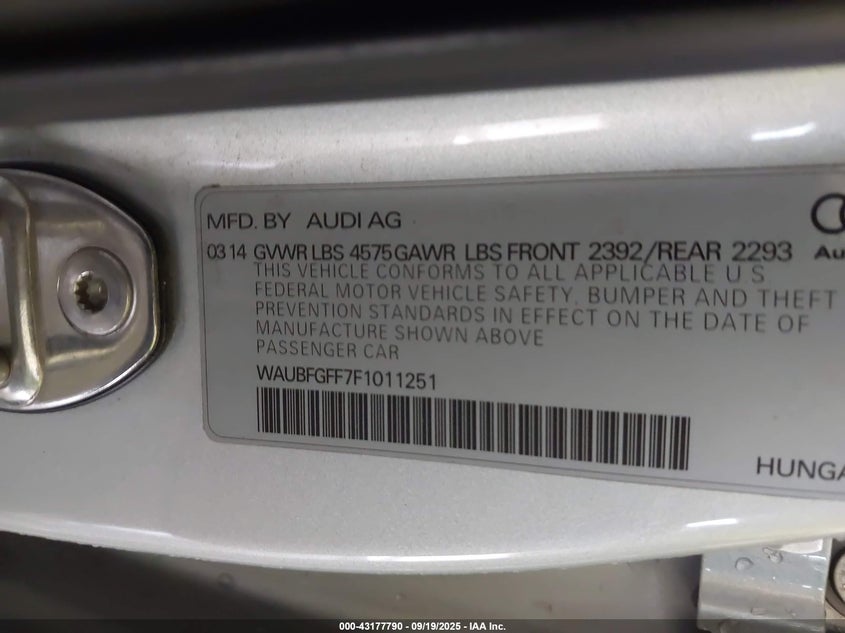 MFD. BY AUDI AG
03 14 GVWR LBS 4575 GAWR LBS FRONT 2392/REAR 2293
THIS VEHICLE CONFORMS TO ALL APPLICABLE U S
FEDERAL MOTOR VEHICLE SAFETY, BUMPER AND THEFT
PREVENTION STANDARDS IN EFFECT ON THE DATE OF
MANUFACTURE SHOWN ABOVE
PASSENGER CAR
WAUBFGFF7F1011251
000-43177790 - 09/19/2025 - IAA Inc.